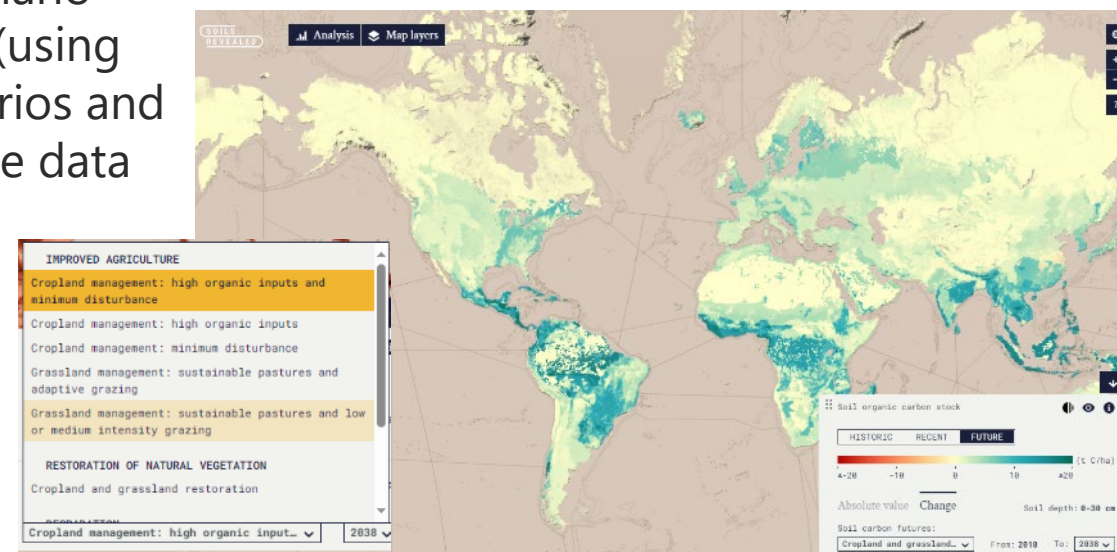 (using
rios and
e data
SOILS
REVEALED
Analysis
Map layers
IMPROVED AGRICULTURE
Cropland management: high organic inputs and
minimum disturbance
Cropland management: high organic inputs
Cropland management: minimum disturbance
Grassland management: sustainable pastures and
adaptive grazing
Grassland management: sustainable pastures and low
or medium intensity grazing
RESTORATION OF NATURAL VEGETATION
Cropland and grassland restoration
Cropland management: high organic input… 2038
Soil organic carbon stock
HISTORIC RECENT FUTURE
(t C/ha)
≤-20 -10 0 10 ≥20
Absolute value Change Soil depth: 0-30 cm
Soil carbon futures:
Cropland and grassland… From: 2018 To: 2038